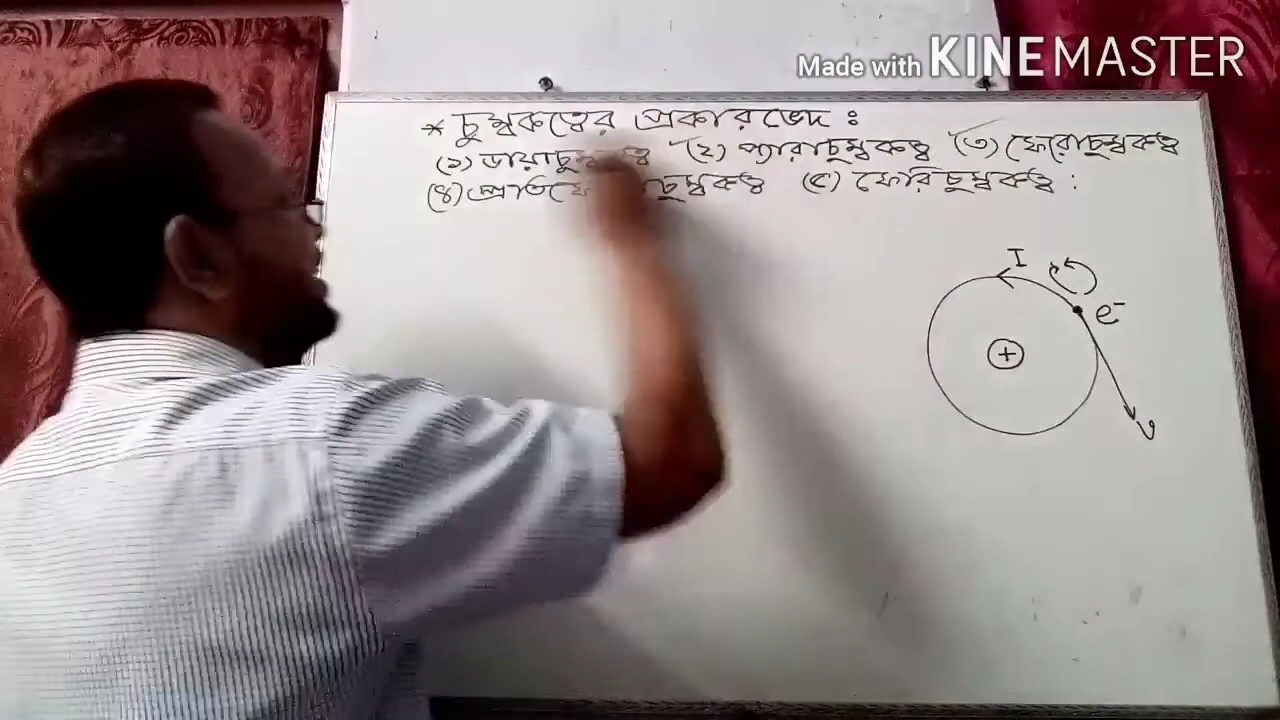 Made with KINEMASTER
* চুম্বকত্বের প্রকারভেদ :
(১) ডায়াচুম্বকত্ব (২) প্যারাচুম্বকত্ব (৩) ফেরোচুম্বকত্ব
(৪) চুম্বকত্ব (৫) ফেরিচুম্বকত্ব :
I
e⁻
+
v